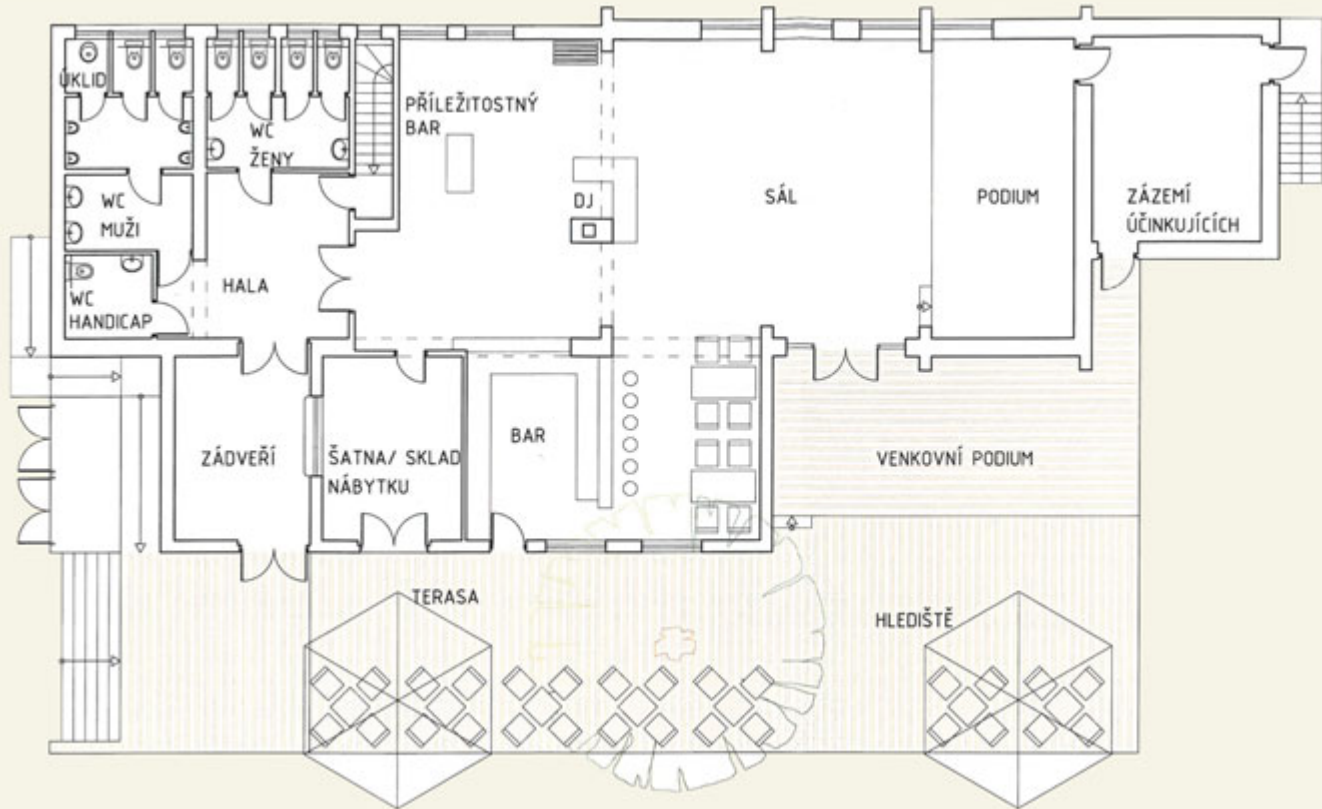 ÚKLID
PŘÍLEŽITOSTNÝ
BAR
WC
ŽENY
WC
MUŽI
DJ
SÁL
PODIUM
ZÁZEMÍ
ÚČINKUJÍCÍCH
HALA
WC
HANDICAP
ZÁDVEŘÍ
ŠATNA/ SKLAD
NÁBYTKU
BAR
VENKOVNÍ PODIUM
TERASA
HLEDIŠTĚ